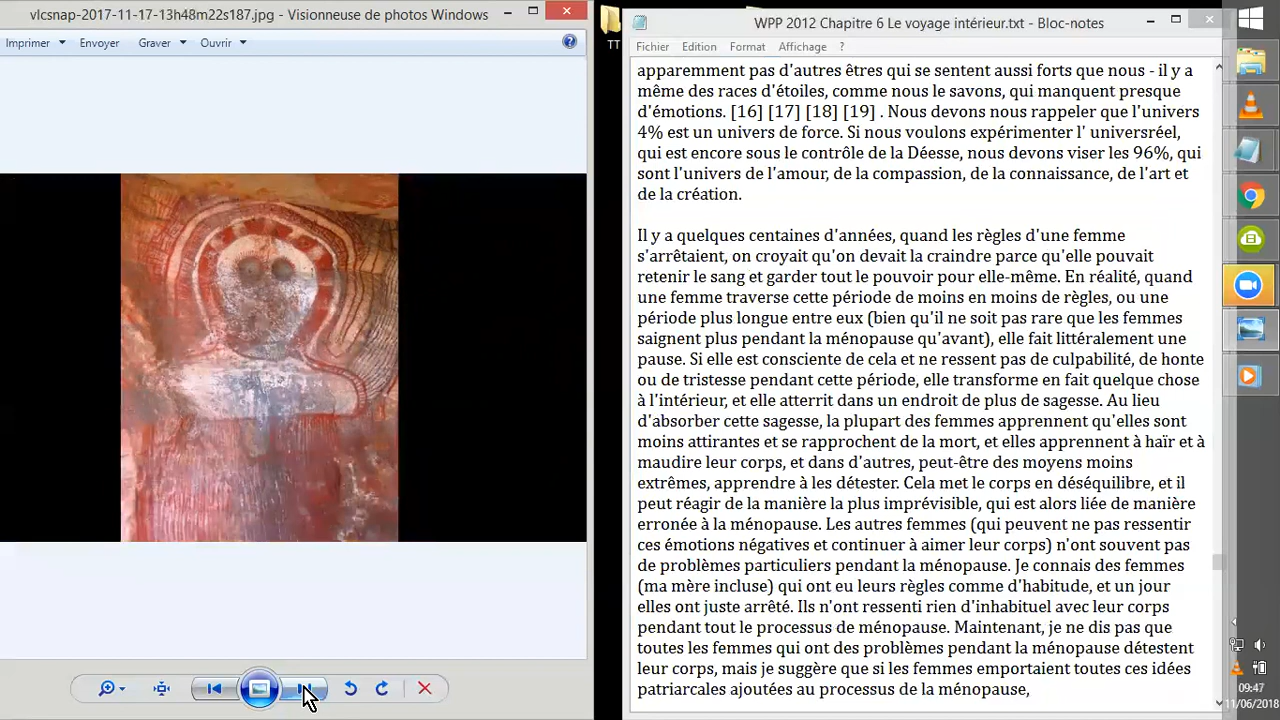 vlcsnap-2017-11-17-13h48m22s187.jpg - Visionneuse de photos Windows
Imprimer Envoyer Graver Ouvrir
TT
WPP 2012 Chapitre 6 Le voyage intérieur.txt - Bloc-notes
Fichier Edition Format Affichage ?
apparemment pas d'autres êtres qui se sentent aussi forts que nous - il y a
même des races d'étoiles, comme nous le savons, qui manquent presque
d'émotions. [16] [17] [18] [19] . Nous devons nous rappeler que l'univers
4% est un univers de force. Si nous voulons expérimenter l' universréel,
qui est encore sous le contrôle de la Déesse, nous devons viser les 96%, qui
sont l'univers de l'amour, de la compassion, de la connaissance, de l'art et
de la création.
Il y a quelques centaines d'années, quand les règles d'une femme
s'arrêtaient, on croyait qu'on devait la craindre parce qu'elle pouvait
retenir le sang et garder tout le pouvoir pour elle-même. En réalité, quand
une femme traverse cette période de moins en moins de règles, ou une
période plus longue entre eux (bien qu'il ne soit pas rare que les femmes
saignent plus pendant la ménopause qu'avant), elle fait littéralement une
pause. Si elle est consciente de cela et ne ressent pas de culpabilité, de honte
ou de tristesse pendant cette période, elle transforme en fait quelque chose
à l'intérieur, et elle atterrit dans un endroit de plus de sagesse. Au lieu
d'absorber cette sagesse, la plupart des femmes apprennent qu'elles sont
moins attirantes et se rapprochent de la mort, et elles apprennent à haïr et à
maudire leur corps, et dans d'autres, peut-être des moyens moins
extrêmes, apprendre à les détester. Cela met le corps en déséquilibre, et il
peut réagir de la manière la plus imprévisible, qui est alors liée de manière
erronée à la ménopause. Les autres femmes (qui peuvent ne pas ressentir
ces émotions négatives et continuer à aimer leur corps) n'ont souvent pas
de problèmes particuliers pendant la ménopause. Je connais des femmes
(ma mère incluse) qui ont eu leurs règles comme d'habitude, et un jour
elles ont juste arrêté. Ils n'ont ressenti rien d'inhabituel avec leur corps
pendant tout le processus de ménopause. Maintenant, je ne dis pas que
toutes les femmes qui ont des problèmes pendant la ménopause détestent
leur corps, mais je suggère que si les femmes emportaient toutes ces idées
patriarcales ajoutées au processus de la ménopause,
09:47
11/06/2018